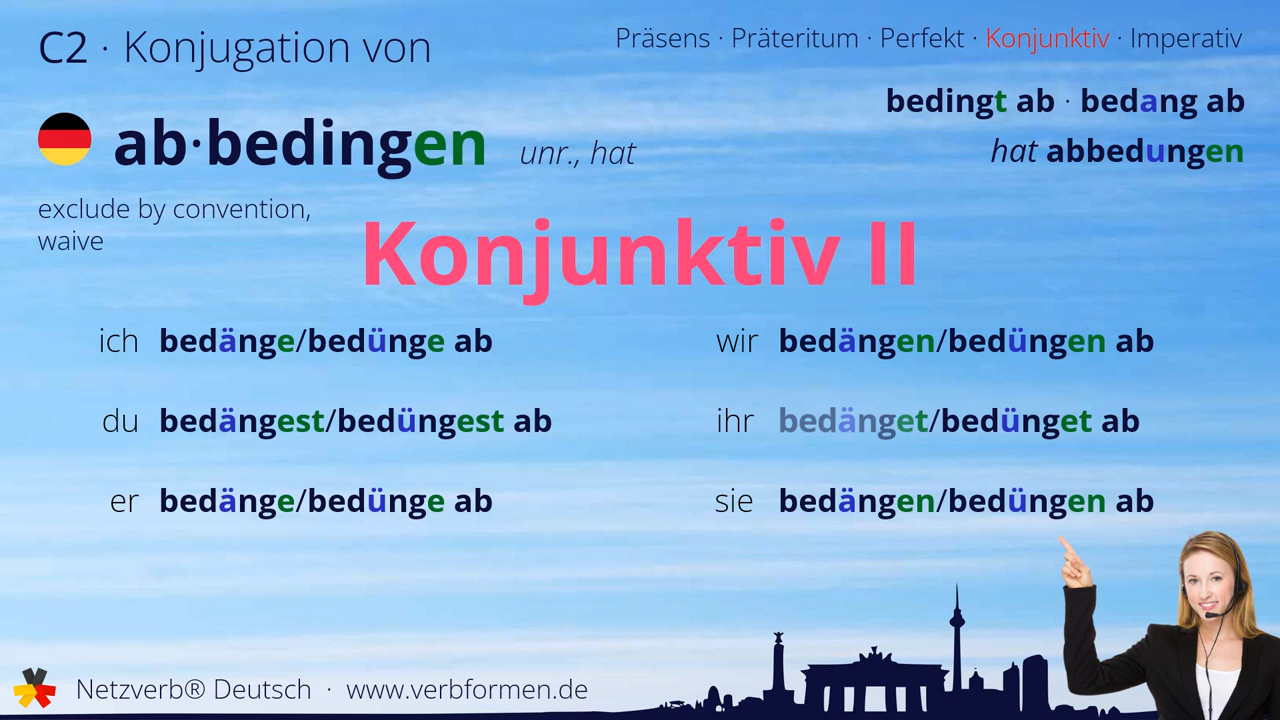 C2 · Konjugation von
Präsens · Präteritum · Perfekt · Konjunktiv · Imperativ
ab·bedingen unr., hat
bedingt ab · bedang ab
hat abbedungen
exclude by convention,
waive
Konjunktiv II
ich bedänge/bedünge ab
wir bedängen/bedüngen ab
du bedängest/bedüngest ab
ihr bedänget/bedünget ab
er bedänge/bedünge ab
sie bedängen/bedüngen ab
Netzverb® Deutsch · www.verbformen.de